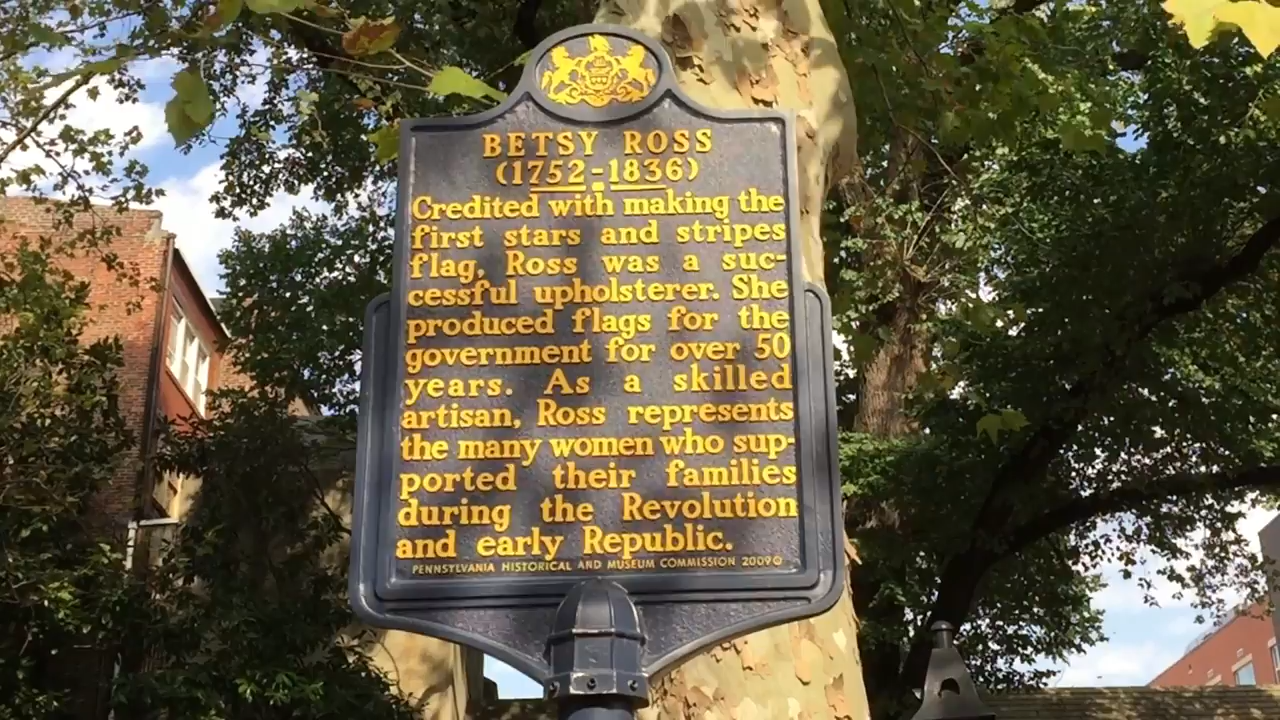 BETSY ROSS
(1752-1836)
Credited with making the
first stars and stripes
flag, Ross was a suc-
cessful upholsterer. She
produced flags for the
government for over 50
years. As a skilled
artisan, Ross represents
the many women who sup-
ported their families
during the Revolution
and early Republic.
PENNSYLVANIA HISTORICAL AND MUSEUM COMMISSION 2009©